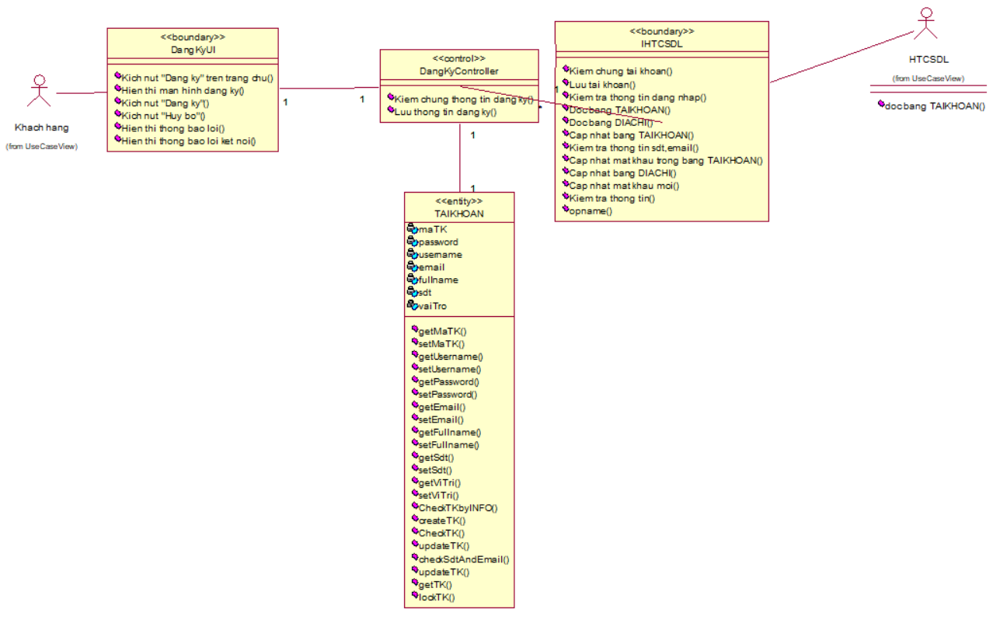 Khach hang
(from UseCaseView)
<<boundary>>
DangKyUI
Kich nut "Dang ky" tren trang chu()
Hien thi man hinh dang ky()
Kich nut "Dang ky"()
Kich nut "Huy bo"()
Hien thi thong bao loi()
Hien thi thong bao loi ket noi()
1
1
<<control>>
DangKyController
Kiem chung thong tin dang ky()
Luu thong tin dang ky()
1
1
<<entity>>
TAIKHOAN
maTK
password
username
email
fullname
sdt
vaiTro
getMaTK()
setMaTK()
getUsername()
setUsername()
getPassword()
setPassword()
getEmail()
setEmail()
getFullname()
setFullname()
getSdt()
setSdt()
getViTri()
setViTri()
CheckTKbyINFO()
createTK()
CheckTK()
updateTK()
checkSdtAndEmail()
updateTK()
getTK()
lockTK()
1
*
<<boundary>>
IHTCSDL
Kiem chung tai khoan()
Luu tai khoan()
Kiem tra thong tin dang nhap()
Doc bang TAIKHOAN()
Doc bang DIACHI()
Cap nhat bang TAIKHOAN()
Kiem tra thong tin sdt,email()
Cap nhat mat khau trong bang TAIKHOAN()
Cap nhat bang DIACHI()
Cap nhat mat khau moi()
Kiem tra thong tin()
opname()
HTCSDL
(from UseCaseView)
doc bang TAIKHOAN()